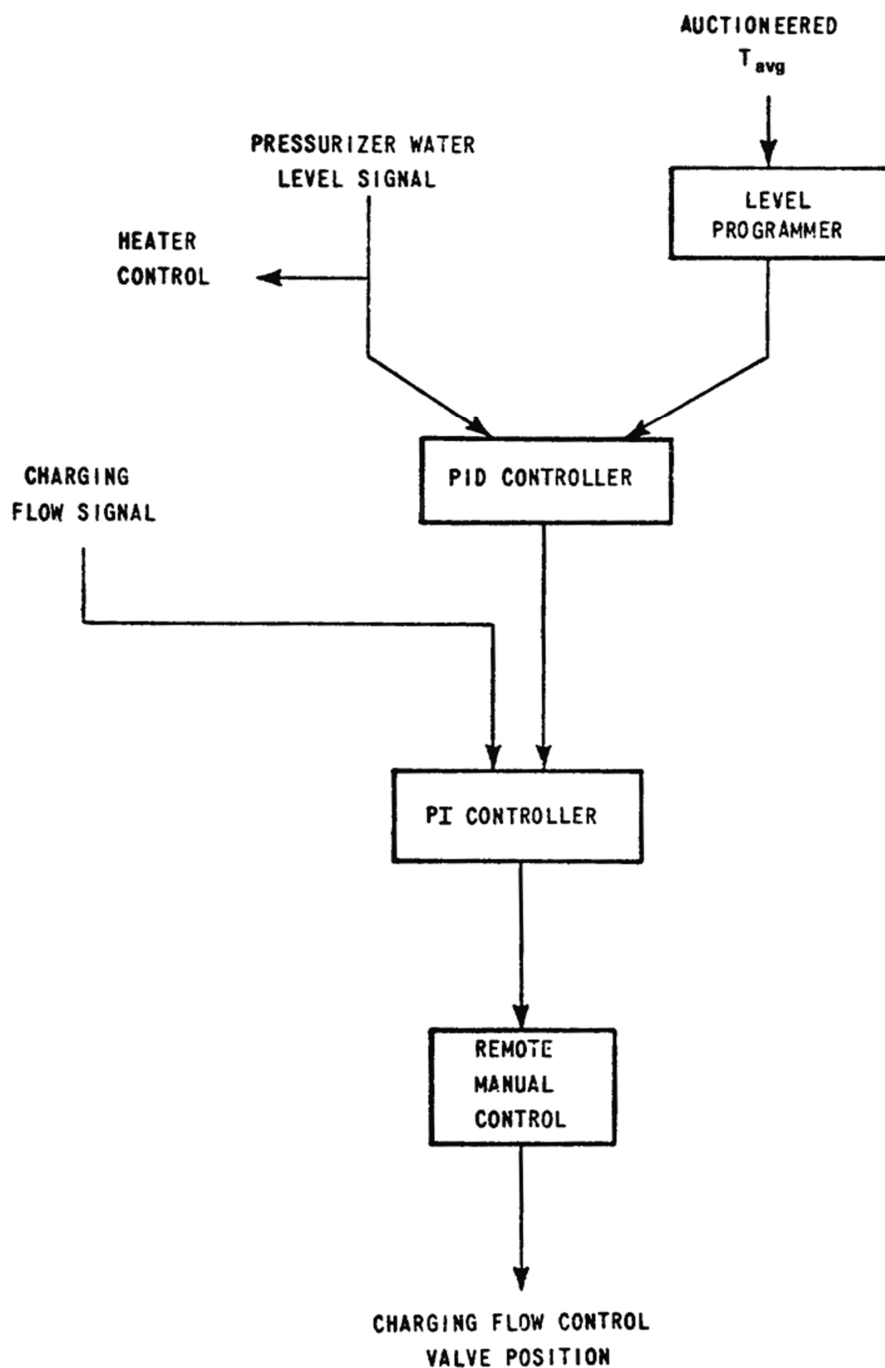 AUCTIONEERED
Tavg
PRESSURIZER WATER
LEVEL SIGNAL
LEVEL
PROGRAMMER
HEATER
CONTROL
PID CONTROLLER
CHARGING
FLOW SIGNAL
PI CONTROLLER
REMOTE
MANUAL
CONTROL
CHARGING FLOW CONTROL
VALVE POSITION